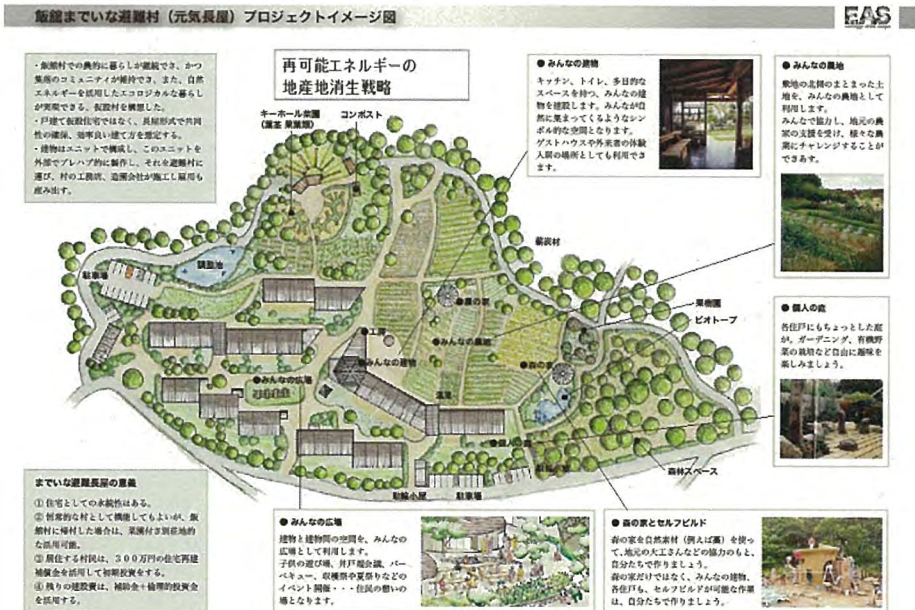 飯舘までいな避難村（元気長屋）プロジェクトイメージ図
EAS
・飯舘村での農的に暮らしが継続でき、かつ
集落のコミュニティが維持でき、また、自然
エネルギーを活用したエコロジカルな暮らし
が実現できる、仮設村を構想した。
・戸建て仮設住宅ではなく、長屋形式で共同
性の確保、効率良い建て方を想定する。
・建物はユニットで構成し、このユニットを
外部でプレハブ的に製作し、それを避難村に
運び、村の工務店、造園会社が施工し雇用も
産み出す。
再可能エネルギーの
地産地消生戦略
● みんなの建物
キッチン、トイレ、多目的な
スペースを持つ、みんなの建
物を建設します。みんなが自
然に集まってくるようなシン
ボル的な空間となります。
ゲストハウスや外来者の体験
入居の場所としても利用でき
ます。
● みんなの農地
敷地の北側のまとまった土
地を、みんなの農地として
利用します。
みんなで協力し、地元の農
家の支援を受け、様々な農
業にチャレンジすることが
できあす。
キーホール菜園
（葉茎 果葉類）
コンポスト
調整池
駐車場
薪炭材
果樹園
ビオトープ
●農の家
●工房
●みんなの農地
●みんなの建物
●森の家
●みんなの広場
●個人の庭
駐輪小屋
駐車場
森林スペース
● 個人の庭
各住戸にもちょっとした庭
が。ガーデニング、有機野
菜の栽培など自由に趣味を
楽しみましょう。
までいな避難長屋の意義
① 住宅としての永続性はある。
② 恒常的な村として機能してもよいが、飯
舘村に帰村した場合は、菜園付き別荘地的
な活用可能。
③ 居住する村民は、３００万円の住宅再建
補償金を活用して初期投資をする。
④ 残りの建設費は、補助金＋倫理的投資金
を活用する。
● みんなの広場
建物と建物間の空間を、みんなの
広場として利用します。
子供の遊び場、井戸端会議、バー
ベキュー、収穫祭や夏祭りなどの
イベント開催・・・住民の憩いの
場となります。
● 森の家とセルフビルド
森の家を自然素材（例えば藁）を使っ
て、地元の大工さんなどの協力のもと、
自分たちで作りましょう。
森の家だけではなく、みんなの建物、
各住戸も、セルフビルドが可能な作業
は、自分たちで作りましょう。